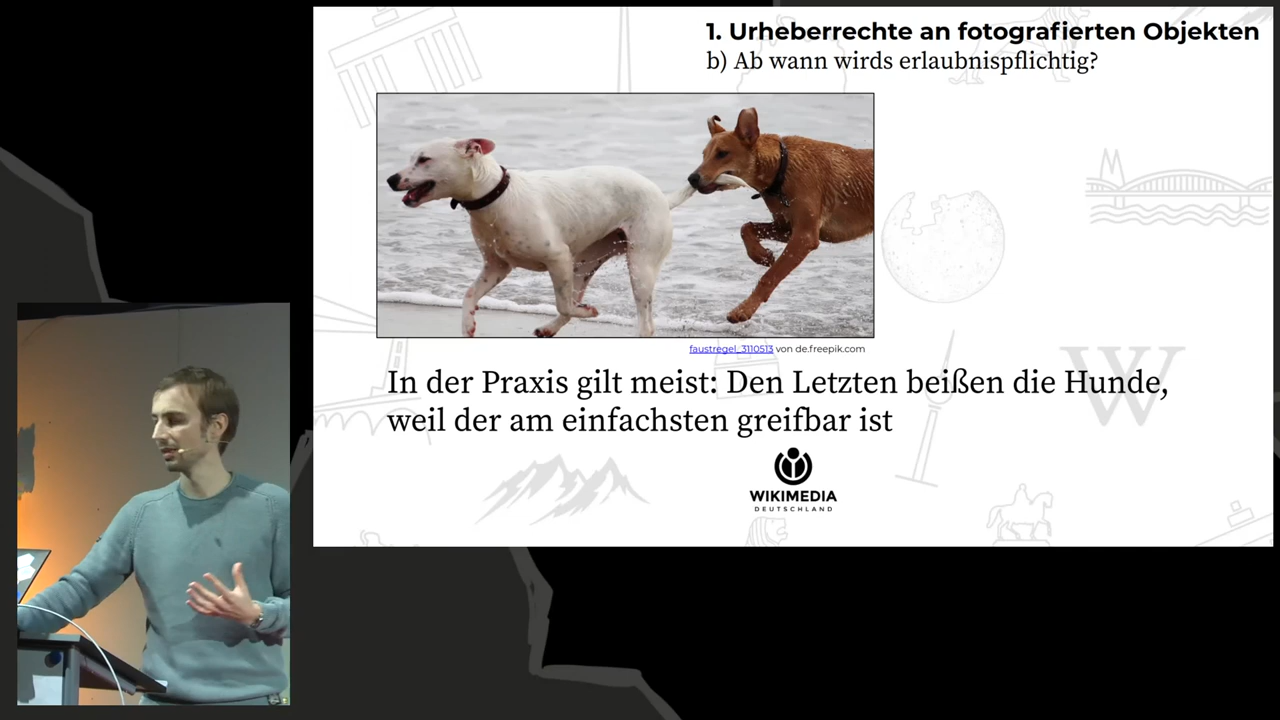 1. Urheberrechte an fotografierten Objekten
b) Ab wann wirds erlaubnispflichtig?
faustregel_3110513 von de.freepik.com
In der Praxis gilt meist: Den Letzten beißen die Hunde,
weil der am einfachsten greifbar ist
W
WIKIMEDIA
DEUTSCHLAND